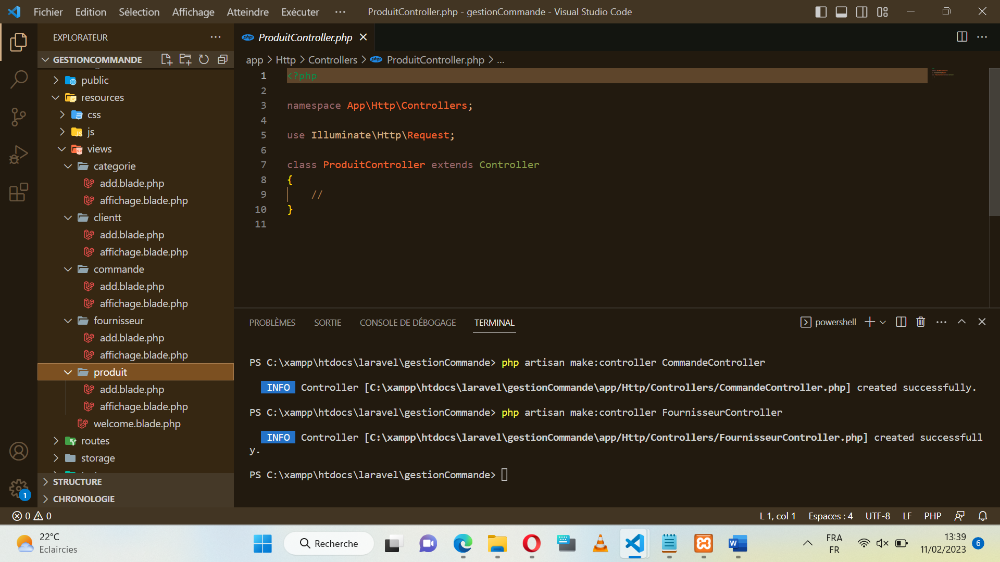 Fichier Edition Sélection Affichage Atteindre Exécuter ··· ProduitController.php - gestionCommande - Visual Studio Code
EXPLORATEUR
GESTIONCOMMANDE
public
resources
css
js
views
categorie
add.blade.php
affichage.blade.php
clientt
add.blade.php
affichage.blade.php
commande
add.blade.php
affichage.blade.php
fournisseur
add.blade.php
affichage.blade.php
produit
add.blade.php
affichage.blade.php
welcome.blade.php
routes
storage
STRUCTURE
CHRONOLOGIE
1
php ProduitController.php
app > Http > Controllers > php ProduitController.php > ...
1 <?php
2
3 namespace App\Http\Controllers;
4
5 use Illuminate\Http\Request;
6
7 class ProduitController extends Controller
8 {
9 //
10 }
11
PROBLÈMES SORTIE CONSOLE DE DÉBOGAGE TERMINAL powershell
PS C:\xampp\htdocs\laravel\gestionCommande> php artisan make:controller CommandeController
INFO Controller [C:\xampp\htdocs\laravel\gestionCommande\app/Http/Controllers/CommandeController.php] created successfully.
PS C:\xampp\htdocs\laravel\gestionCommande> php artisan make:controller FournisseurController
INFO Controller [C:\xampp\htdocs\laravel\gestionCommande\app/Http/Controllers/FournisseurController.php] created successfull
y.
PS C:\xampp\htdocs\laravel\gestionCommande>
0 0 L 1, col 1 Espaces : 4 UTF-8 LF PHP
22°C
Eclaircies
Recherche
FRA
FR
13:39
11/02/2023
6